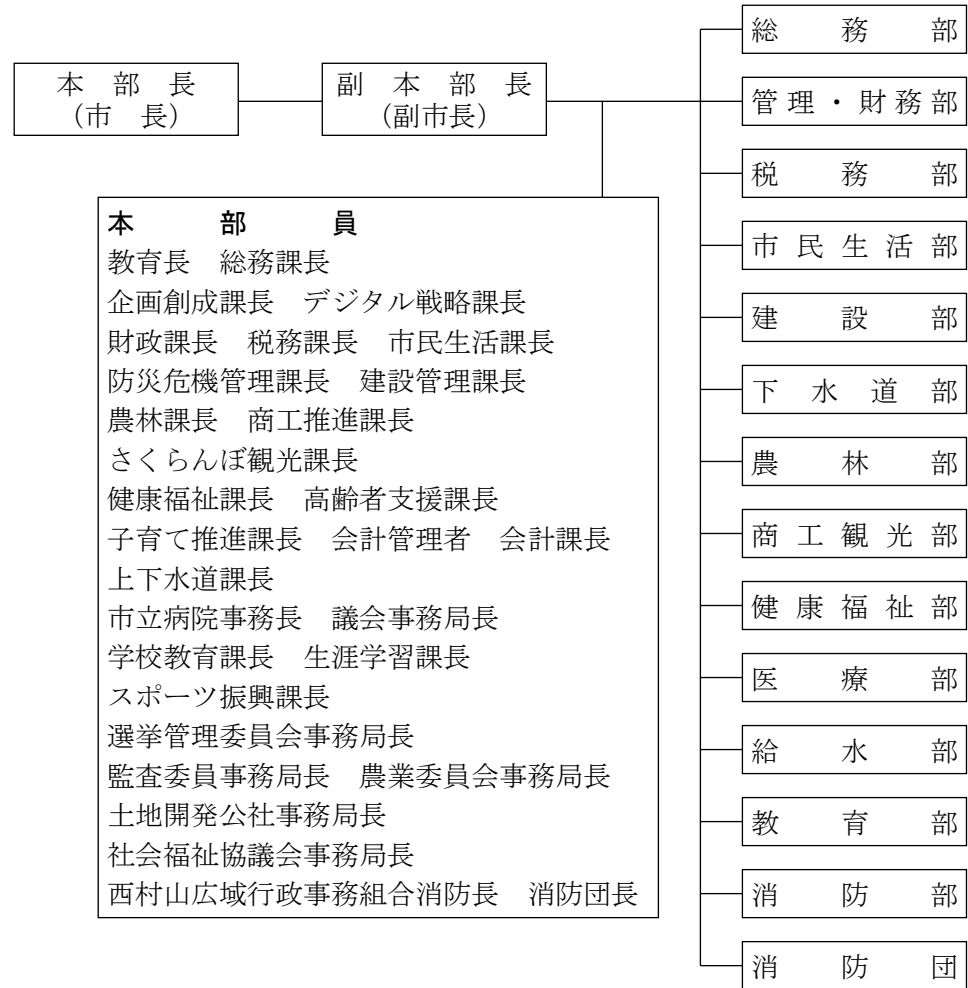 本部長
（市長）
副本部長
（副市長）
本部員
教育長　総務課長
企画創成課長　デジタル戦略課長
財政課長　税務課長　市民生活課長
防災危機管理課長　建設管理課長
農林課長　商工推進課長
さくらんぼ観光課長
健康福祉課長　高齢者支援課長
子育て推進課長　会計管理者　会計課長
上下水道課長
市立病院事務長　議会事務局長
学校教育課長　生涯学習課長
スポーツ振興課長
選挙管理委員会事務局長
監査委員事務局長　農業委員会事務局長
土地開発公社事務局長
社会福祉協議会事務局長
西村山広域行政事務組合消防長　消防団長
総務部
管理・財務部
税務部
市民生活部
建設部
下水道部
農林部
商工観光部
健康福祉部
医療部
給水部
教育部
消防部
消防団